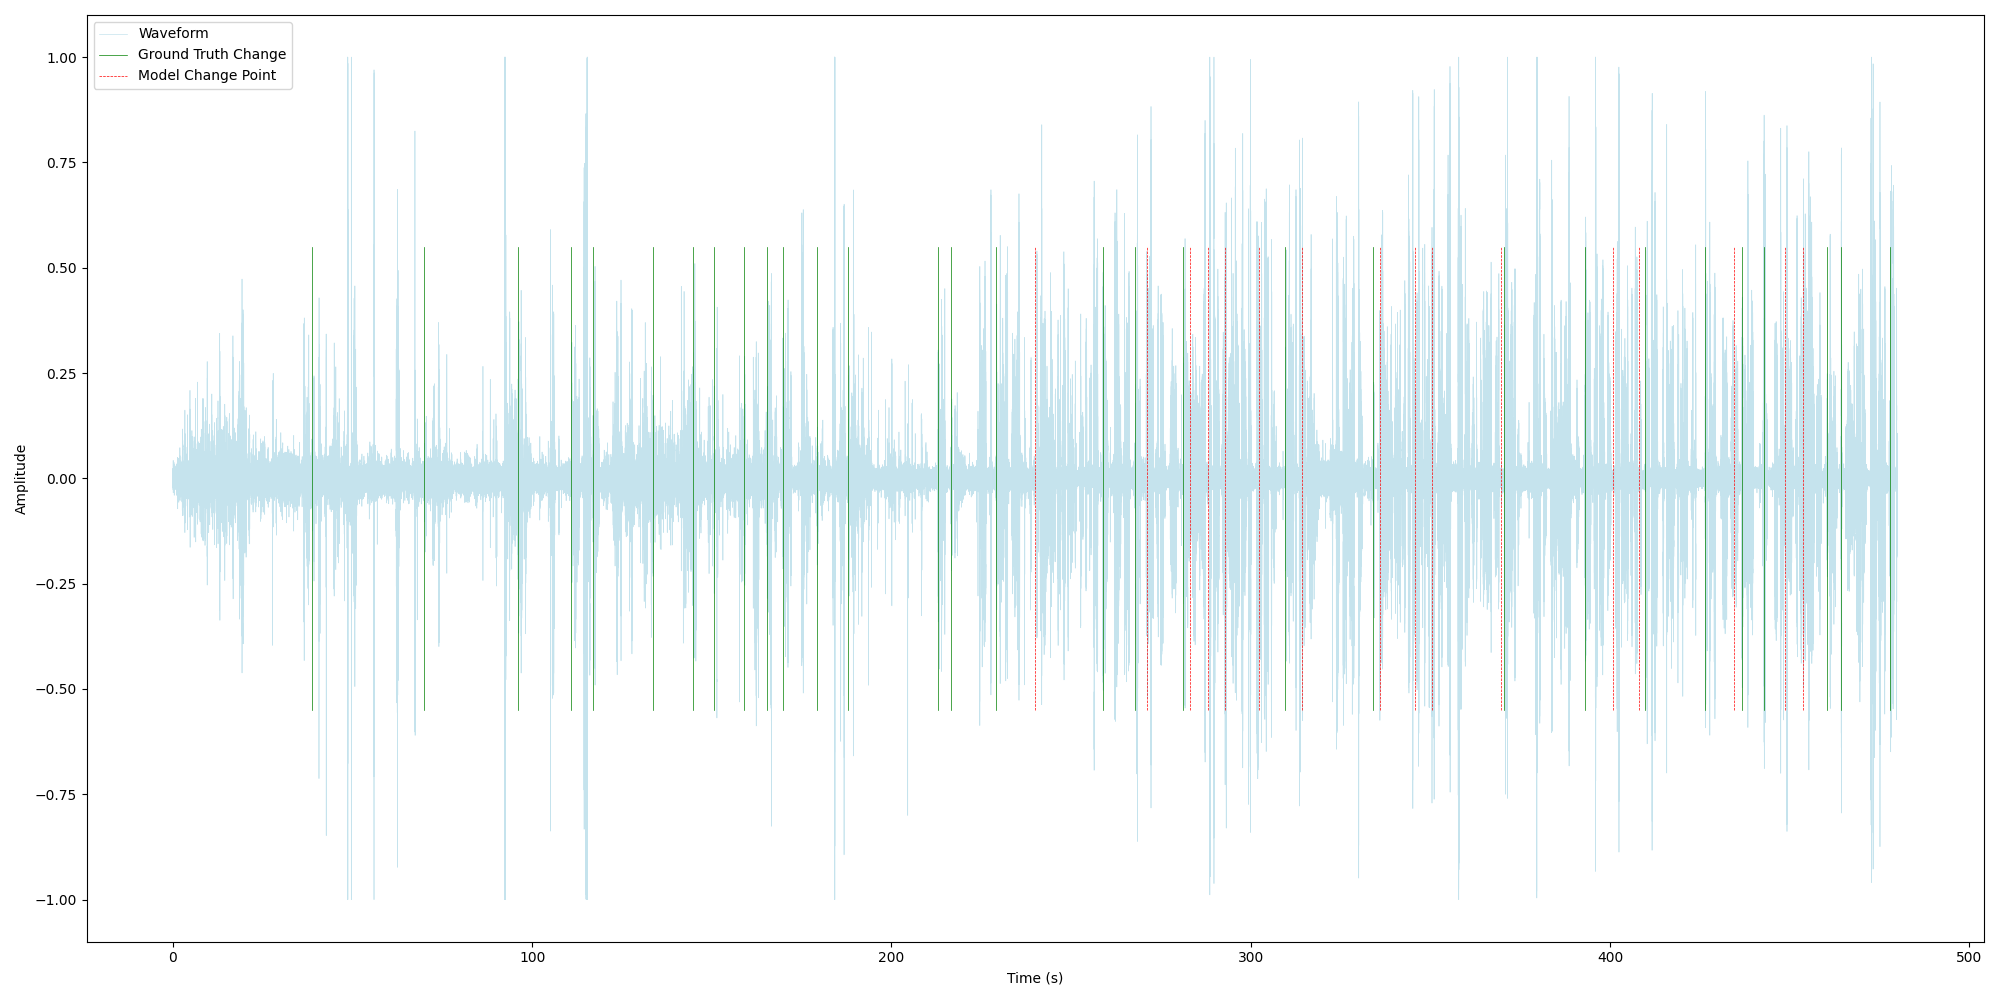 Waveform
Ground Truth Change
Model Change Point
1.00
0.75
0.50
0.25
0.00
−0.25
−0.50
−0.75
−1.00
Amplitude
0 100 200 300 400 500
Time (s)